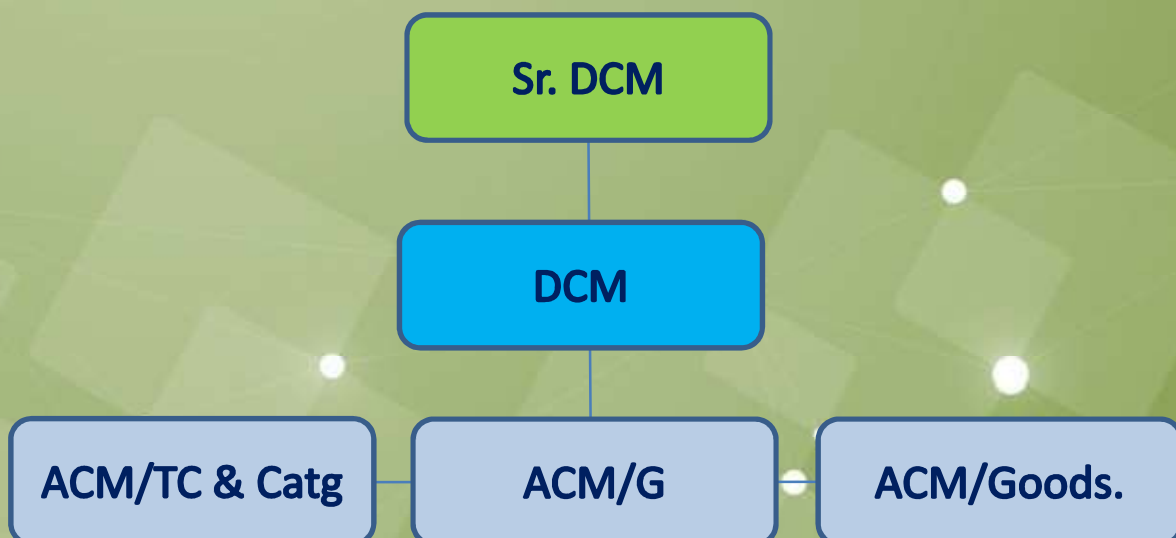 Sr. DCM
DCM
ACM/TC & Catg
ACM/G
ACM/Goods.